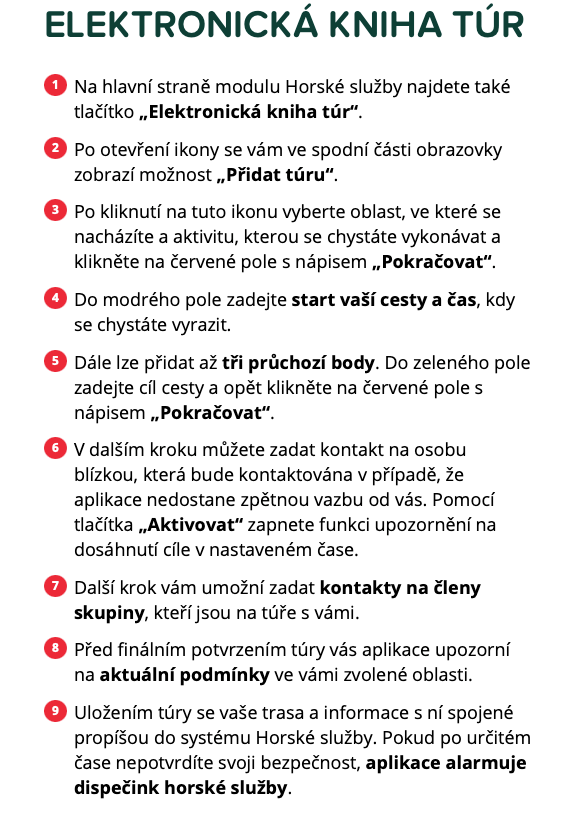 ELEKTRONICKÁ KNIHA TÚR
1 Na hlavní straně modulu Horské služby najdete také
tlačítko „Elektronická kniha túr“.
2 Po otevření ikony se vám ve spodní části obrazovky
zobrazí možnost „Přidat túru“.
3 Po kliknutí na tuto ikonu vyberte oblast, ve které se
nacházíte a aktivitu, kterou se chystáte vykonávat a
klikněte na červené pole s nápisem „Pokračovat“.
4 Do modrého pole zadejte start vaší cesty a čas, kdy
se chystáte vyrazit.
5 Dále lze přidat až tři průchozí body. Do zeleného pole
zadejte cíl cesty a opět klikněte na červené pole s
nápisem „Pokračovat“.
6 V dalším kroku můžete zadat kontakt na osobu
blízkou, která bude kontaktována v případě, že
aplikace nedostane zpětnou vazbu od vás. Pomocí
tlačítka „Aktivovat“ zapnete funkci upozornění na
dosáhnutí cíle v nastaveném čase.
7 Další krok vám umožní zadat kontakty na členy
skupiny, kteří jsou na túře s vámi.
8 Před finálním potvrzením túry vás aplikace upozorní
na aktuální podmínky ve vámi zvolené oblasti.
9 Uložením túry se vaše trasa a informace s ní spojené
propíšou do systému Horské služby. Pokud po určitém
čase nepotvrdíte svoji bezpečnost, aplikace alarmuje
dispečink horské služby.